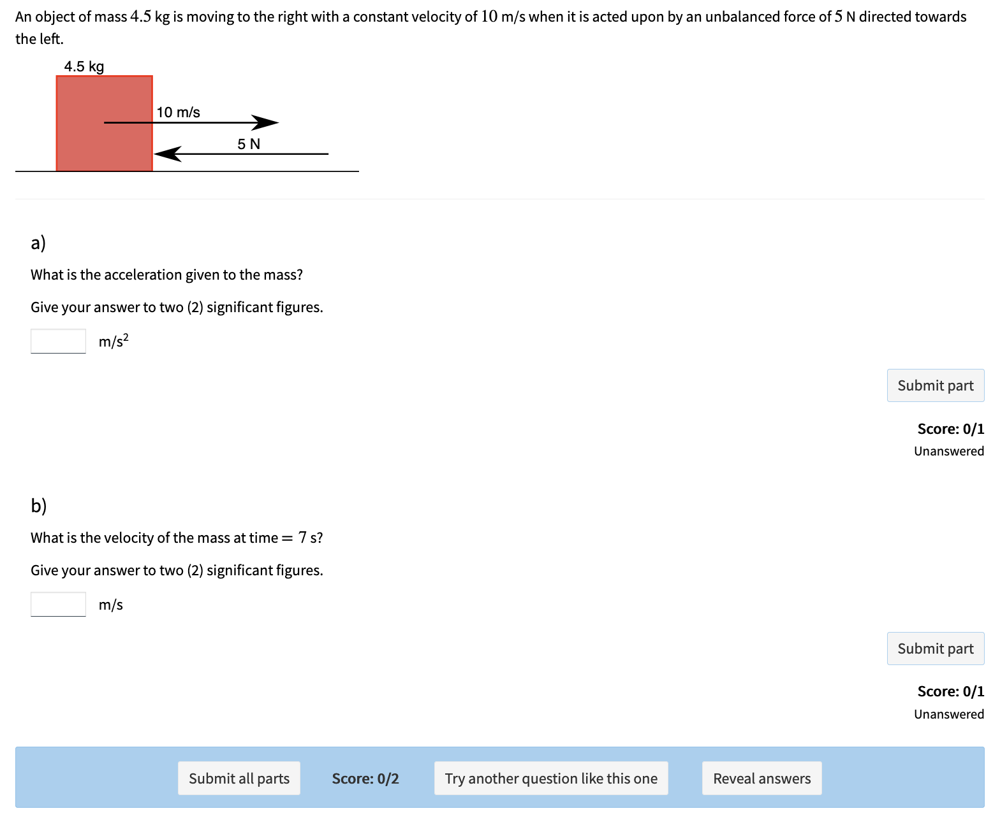 An object of mass 4.5 kg is moving to the right with a constant velocity of 10 m/s when it is acted upon by an unbalanced force of 5 N directed towards
the left.
4.5 kg
10 m/s
5 N
a)
What is the acceleration given to the mass?
Give your answer to two (2) significant figures.
m/s²
Submit part
Score: 0/1
Unanswered
b)
What is the velocity of the mass at time = 7 s?
Give your answer to two (2) significant figures.
m/s
Submit part
Score: 0/1
Unanswered
Submit all parts Score: 0/2 Try another question like this one Reveal answers